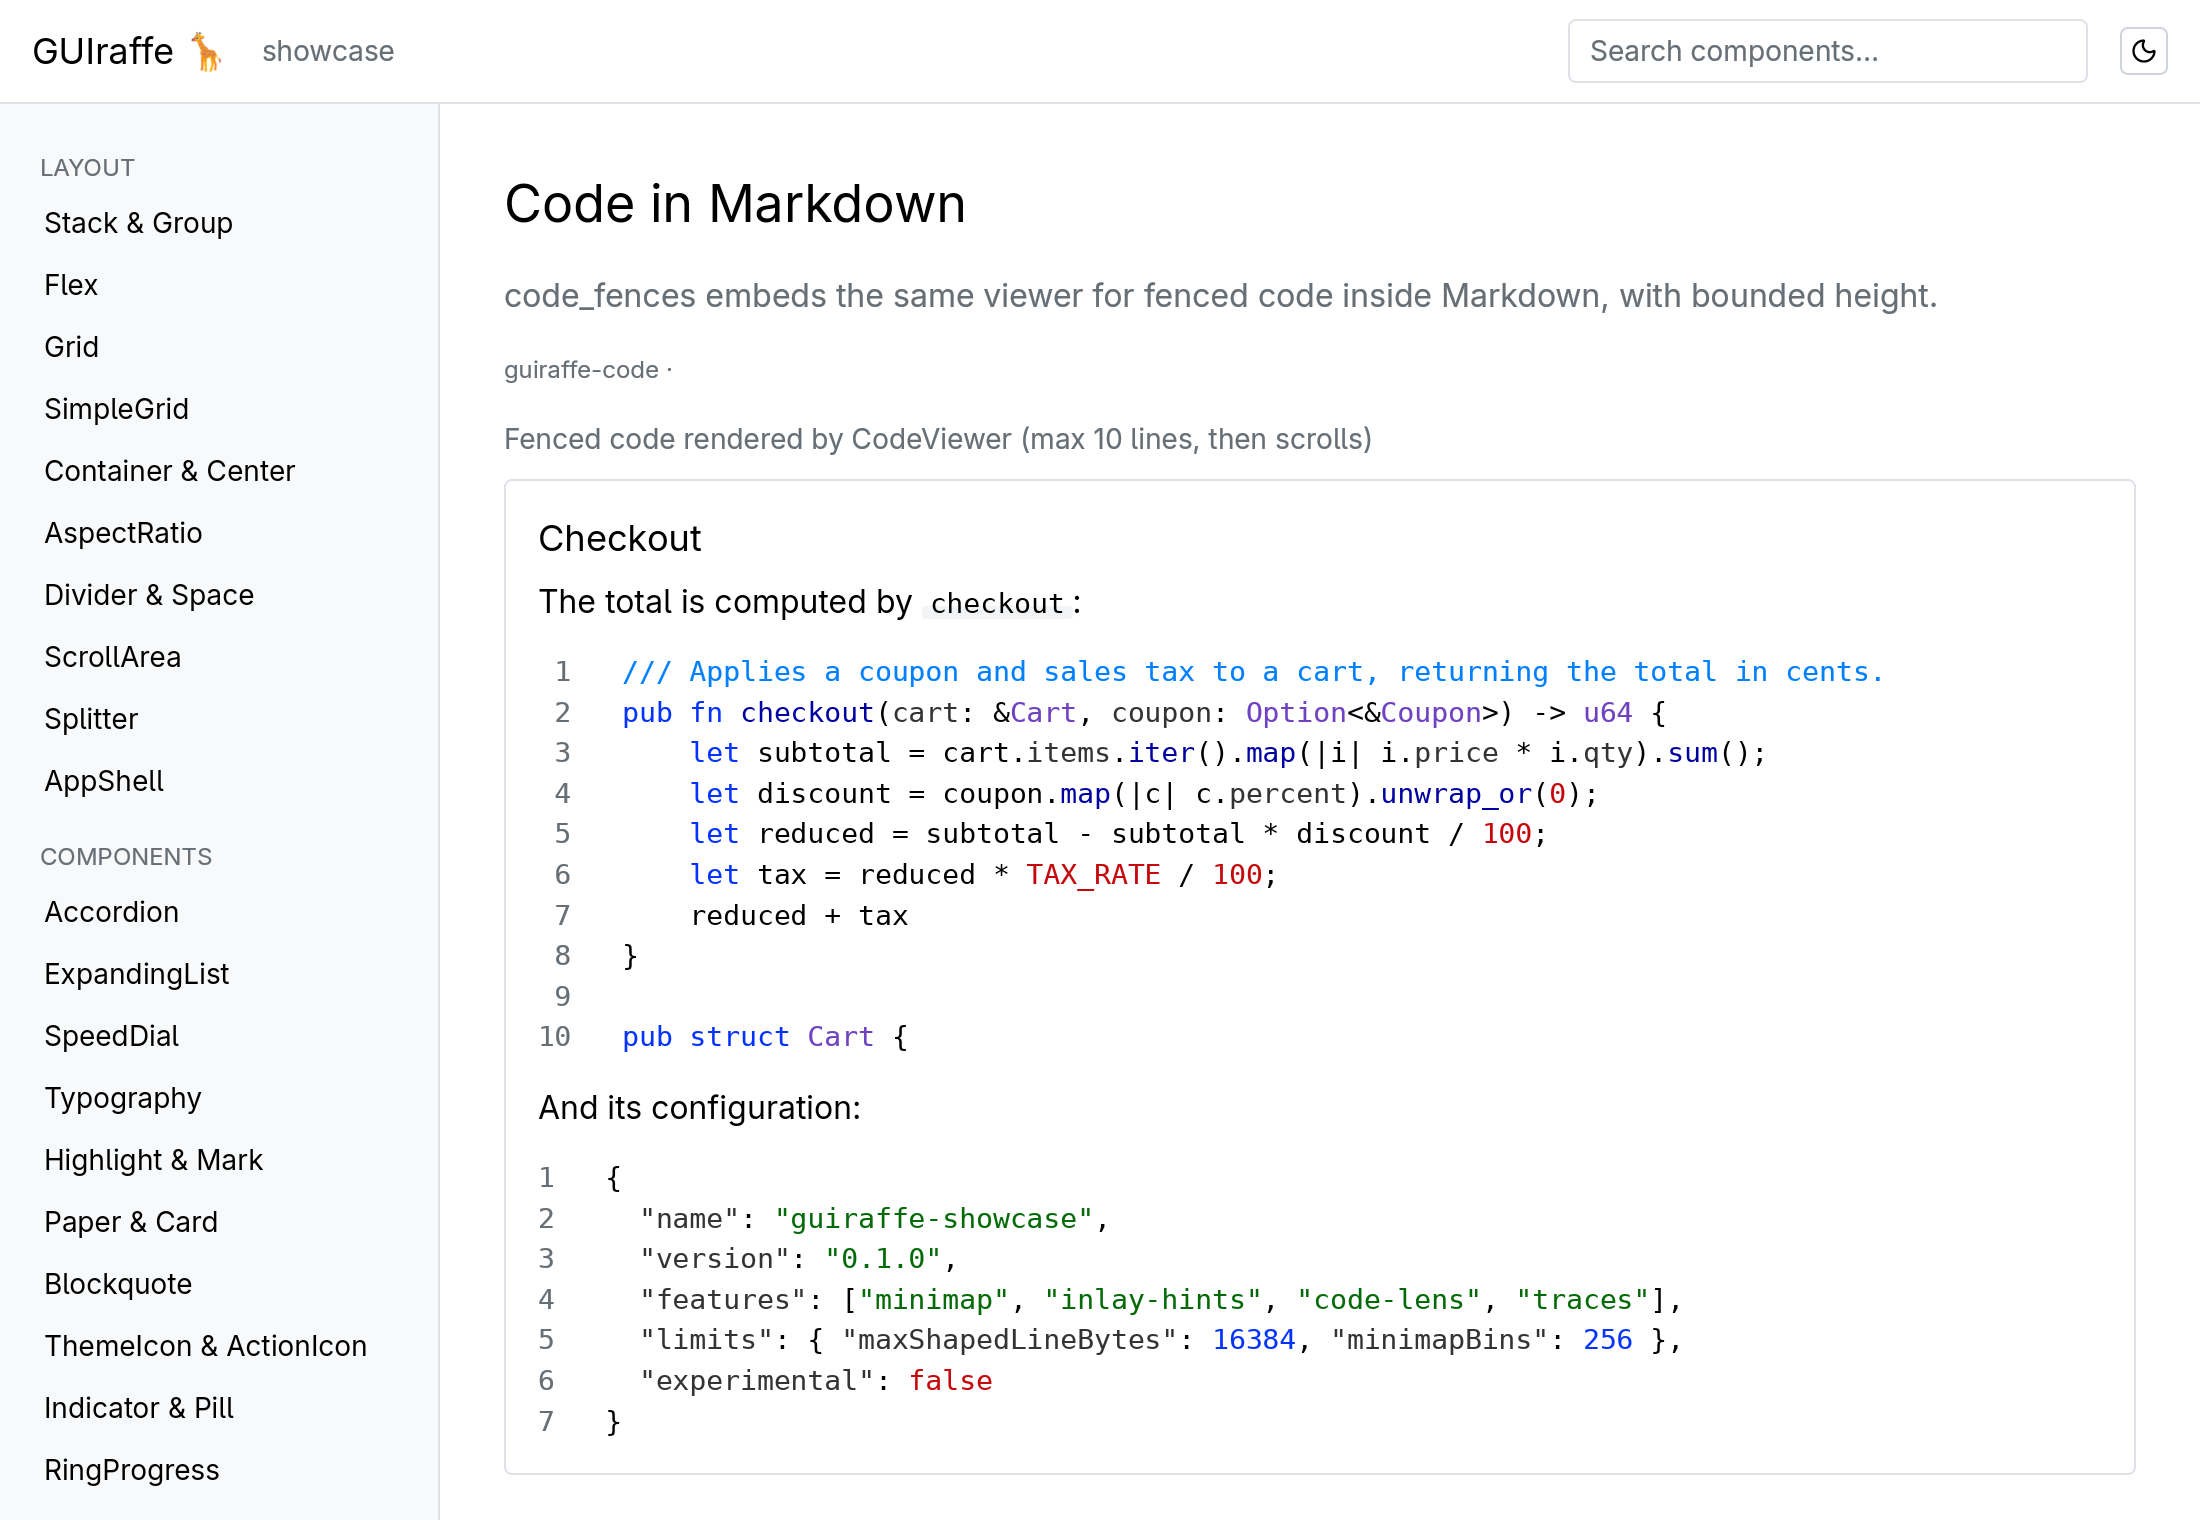 GUIraffe 🦒 showcase
Search components...
LAYOUT
Stack & Group
Flex
Grid
SimpleGrid
Container & Center
AspectRatio
Divider & Space
ScrollArea
Splitter
AppShell
COMPONENTS
Accordion
ExpandingList
SpeedDial
Typography
Highlight & Mark
Paper & Card
Blockquote
ThemeIcon & ActionIcon
Indicator & Pill
RingProgress
Code in Markdown
code_fences embeds the same viewer for fenced code inside Markdown, with bounded height.
guiraffe-code ·
Fenced code rendered by CodeViewer (max 10 lines, then scrolls)
Checkout
The total is computed by checkout:
1 /// Applies a coupon and sales tax to a cart, returning the total in cents.
2 pub fn checkout(cart: &Cart, coupon: Option<&Coupon>) -> u64 {
3     let subtotal = cart.items.iter().map(|i| i.price * i.qty).sum();
4     let discount = coupon.map(|c| c.percent).unwrap_or(0);
5     let reduced = subtotal - subtotal * discount / 100;
6     let tax = reduced * TAX_RATE / 100;
7     reduced + tax
8 }
9
10 pub struct Cart {
And its configuration:
1 {
2   "name": "guiraffe-showcase",
3   "version": "0.1.0",
4   "features": ["minimap", "inlay-hints", "code-lens", "traces"],
5   "limits": { "maxShapedLineBytes": 16384, "minimapBins": 256 },
6   "experimental": false
7 }